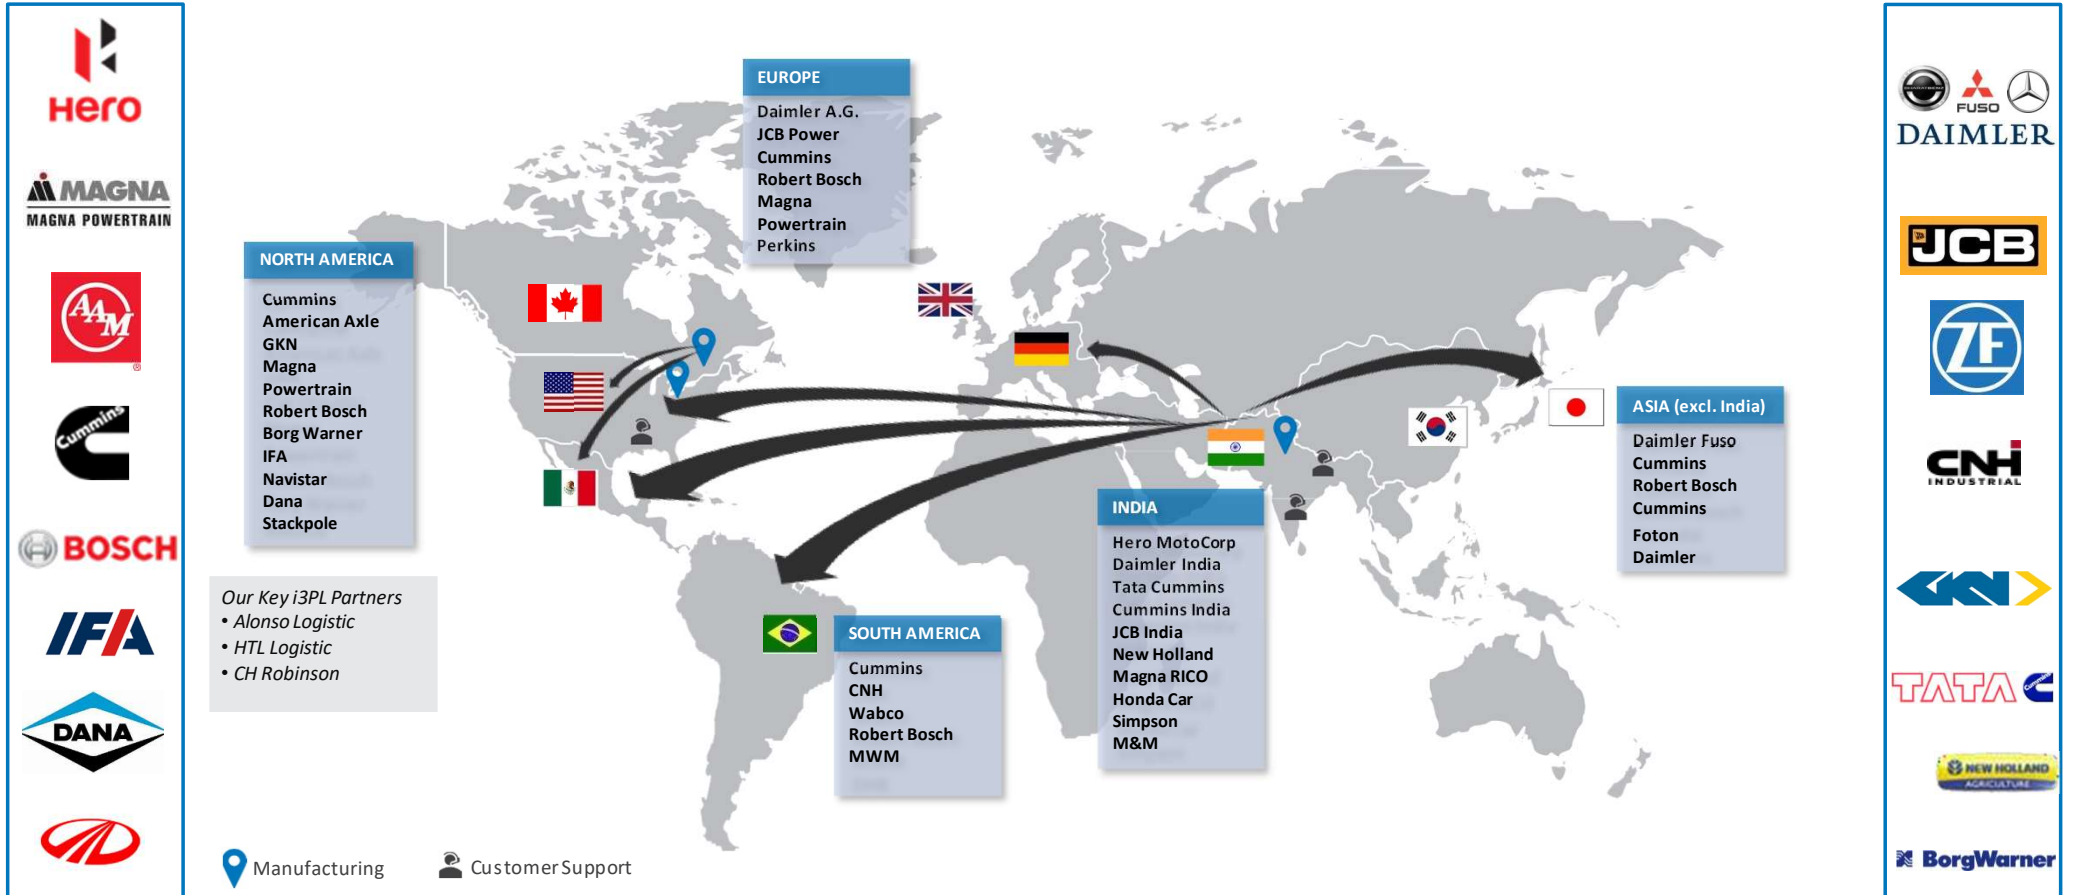 Hero
MAGNA
MAGNA POWERTRAIN
AAM
Cummins
BOSCH
IFA
DANA
EUROPE
Daimler A.G.
JCB Power
Cummins
Robert Bosch
Magna
Powertrain
Perkins
NORTH AMERICA
Cummins
American Axle
GKN
Magna
Powertrain
Robert Bosch
Borg Warner
IFA
Navistar
Dana
Stackpole
Our Key i3PL Partners
• Alonso Logistic
• HTL Logistic
• CH Robinson
SOUTH AMERICA
Cummins
CNH
Wabco
Robert Bosch
MWM
INDIA
Hero MotoCorp
Daimler India
Tata Cummins
Cummins India
JCB India
New Holland
Magna RICO
Honda Car
Simpson
M&M
ASIA (excl. India)
Daimler Fuso
Cummins
Robert Bosch
Cummins
Foton
Daimler
Manufacturing
Customer Support
FUSO
DAIMLER
JCB
ZF
CNH
INDUSTRIAL
GKN
TATA Cummins
NEW HOLLAND
AGRICULTURE
BorgWarner